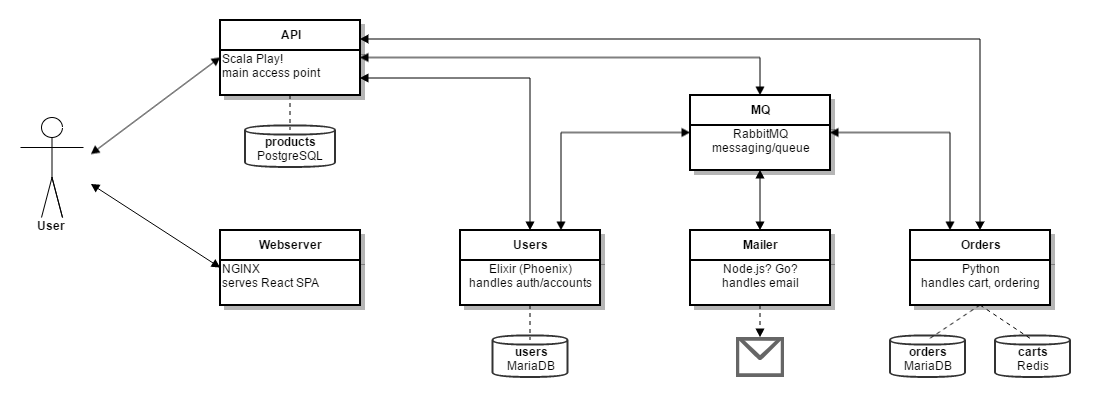 API
Scala Play!
main access point
products
PostgreSQL
MQ
RabbitMQ
messaging/queue
User
Webserver
NGINX
serves React SPA
Users
Elixir (Phoenix)
handles auth/accounts
Mailer
Node.js? Go?
handles email
Orders
Python
handles cart, ordering
users
MariaDB
orders
MariaDB
carts
Redis